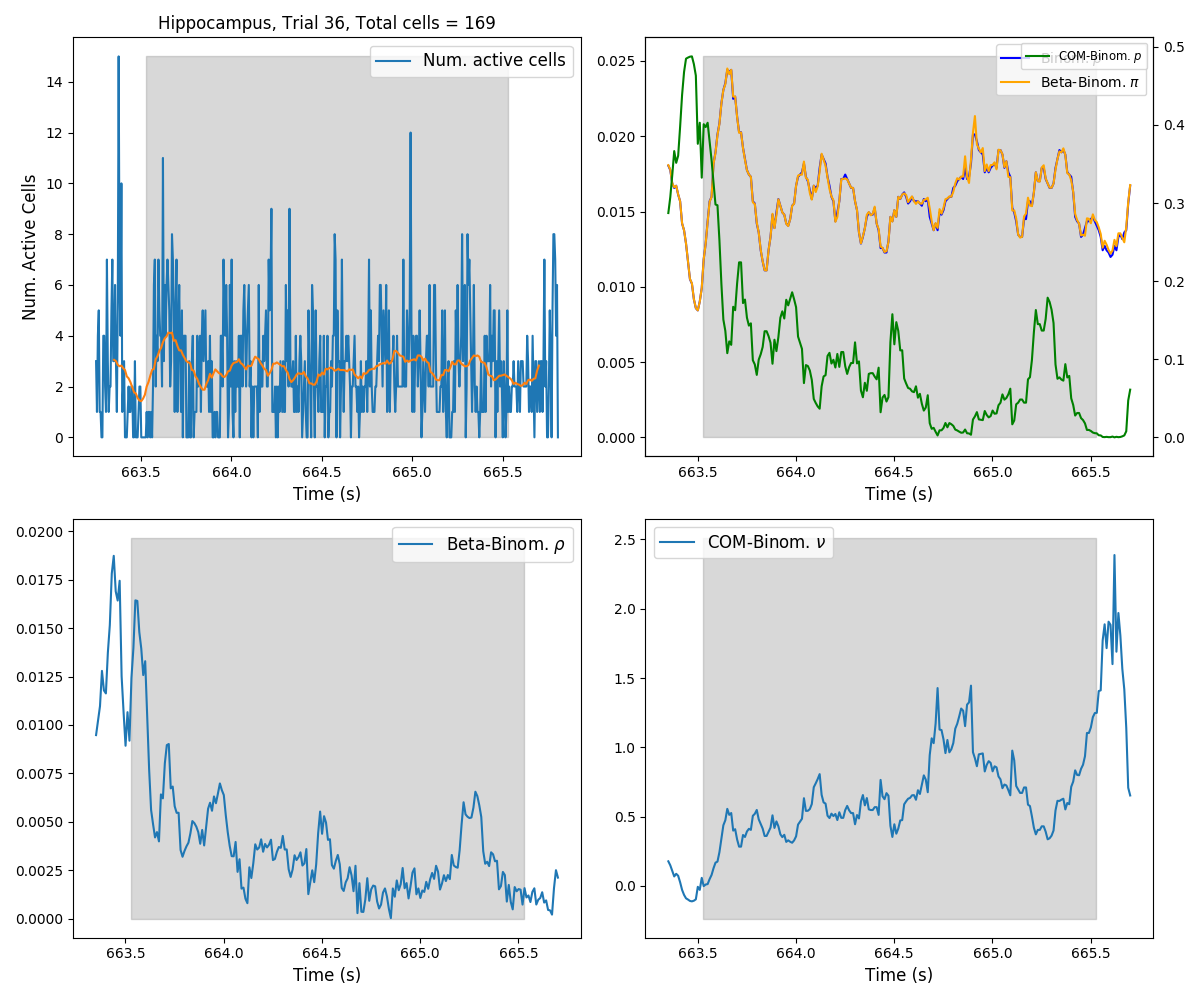 Hippocampus, Trial 36, Total cells = 169
Num. active cells
Num. Active Cells
14
12
10
8
6
4
2
0
663.5 664.0 664.5 665.0 665.5
Time (s)
COM-Binom. p
Beta-Binom. π
0.025
0.020
0.015
0.010
0.005
0.000
0.5
0.4
0.3
0.2
0.1
0.0
663.5 664.0 664.5 665.0 665.5
Time (s)
Beta-Binom. ρ
0.0200
0.0175
0.0150
0.0125
0.0100
0.0075
0.0050
0.0025
0.0000
663.5 664.0 664.5 665.0 665.5
Time (s)
COM-Binom. ν
2.5
2.0
1.5
1.0
0.5
0.0
663.5 664.0 664.5 665.0 665.5
Time (s)